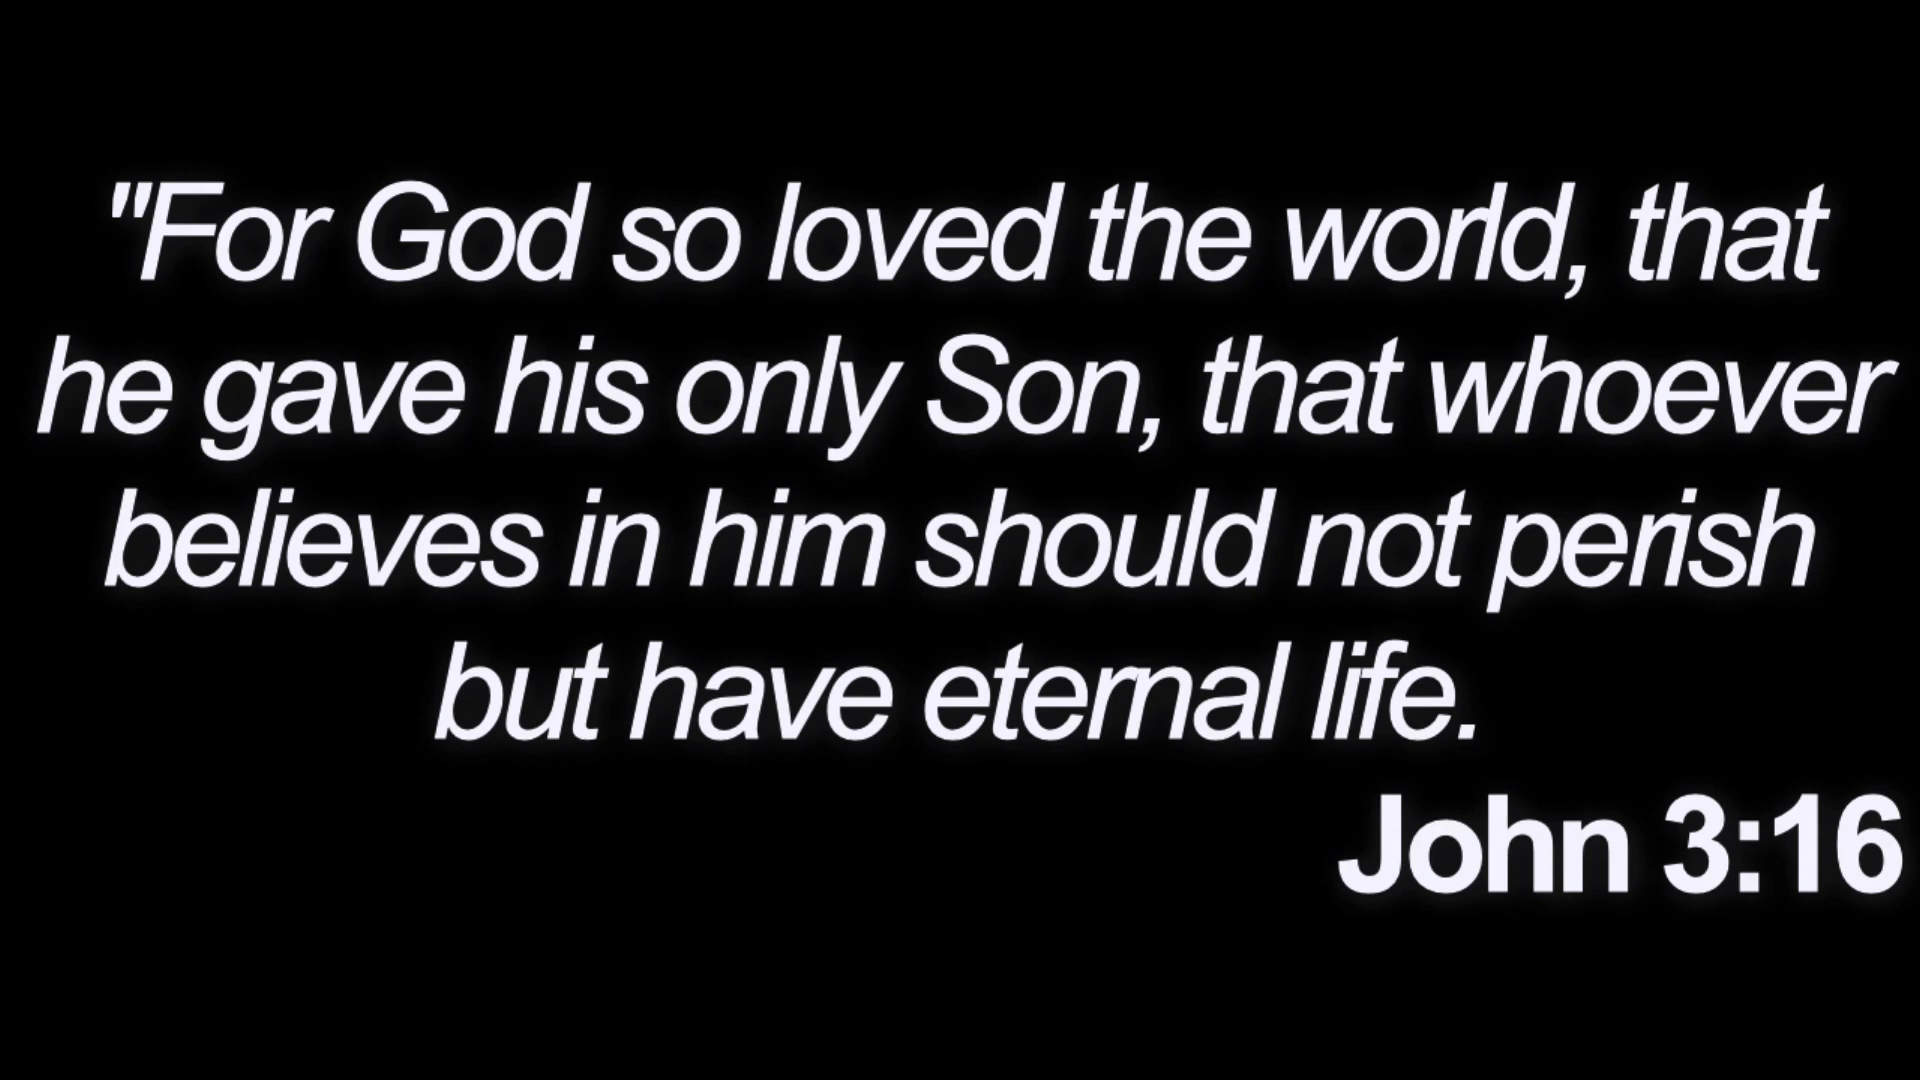 "For God so loved the world, that
he gave his only Son, that whoever
believes in him should not perish
but have eternal life.
John 3:16